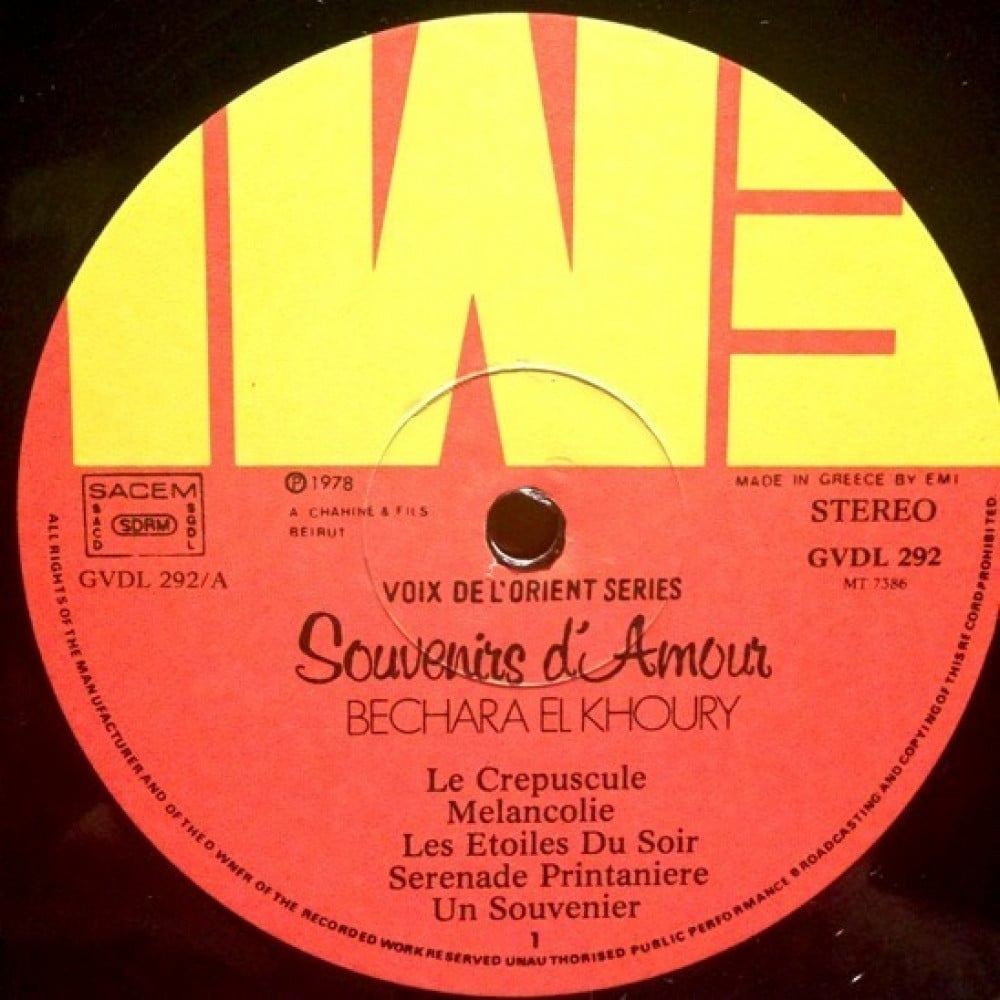 SACEM
SACD
SDRM
SGDL
GVDL 292/A
℗ 1978
A CHAHINE & FILS
BEIRUT
MADE IN GREECE BY EMI
STEREO
GVDL 292
MT 7386
VOIX DE L'ORIENT SERIES
Souvenirs d'Amour
BECHARA EL KHOURY
Le Crepuscule
Melancolie
Les Etoiles Du Soir
Serenade Printaniere
Un Souvenier
1
ALL RIGHTS OF THE MANUFACTURER AND OF THE OWNER OF THE RECORDED WORK RESERVED UNAUTHORISED PUBLIC PERFORMANCE BROADCASTING AND COPYING OF THIS RECORD PROHIBITED